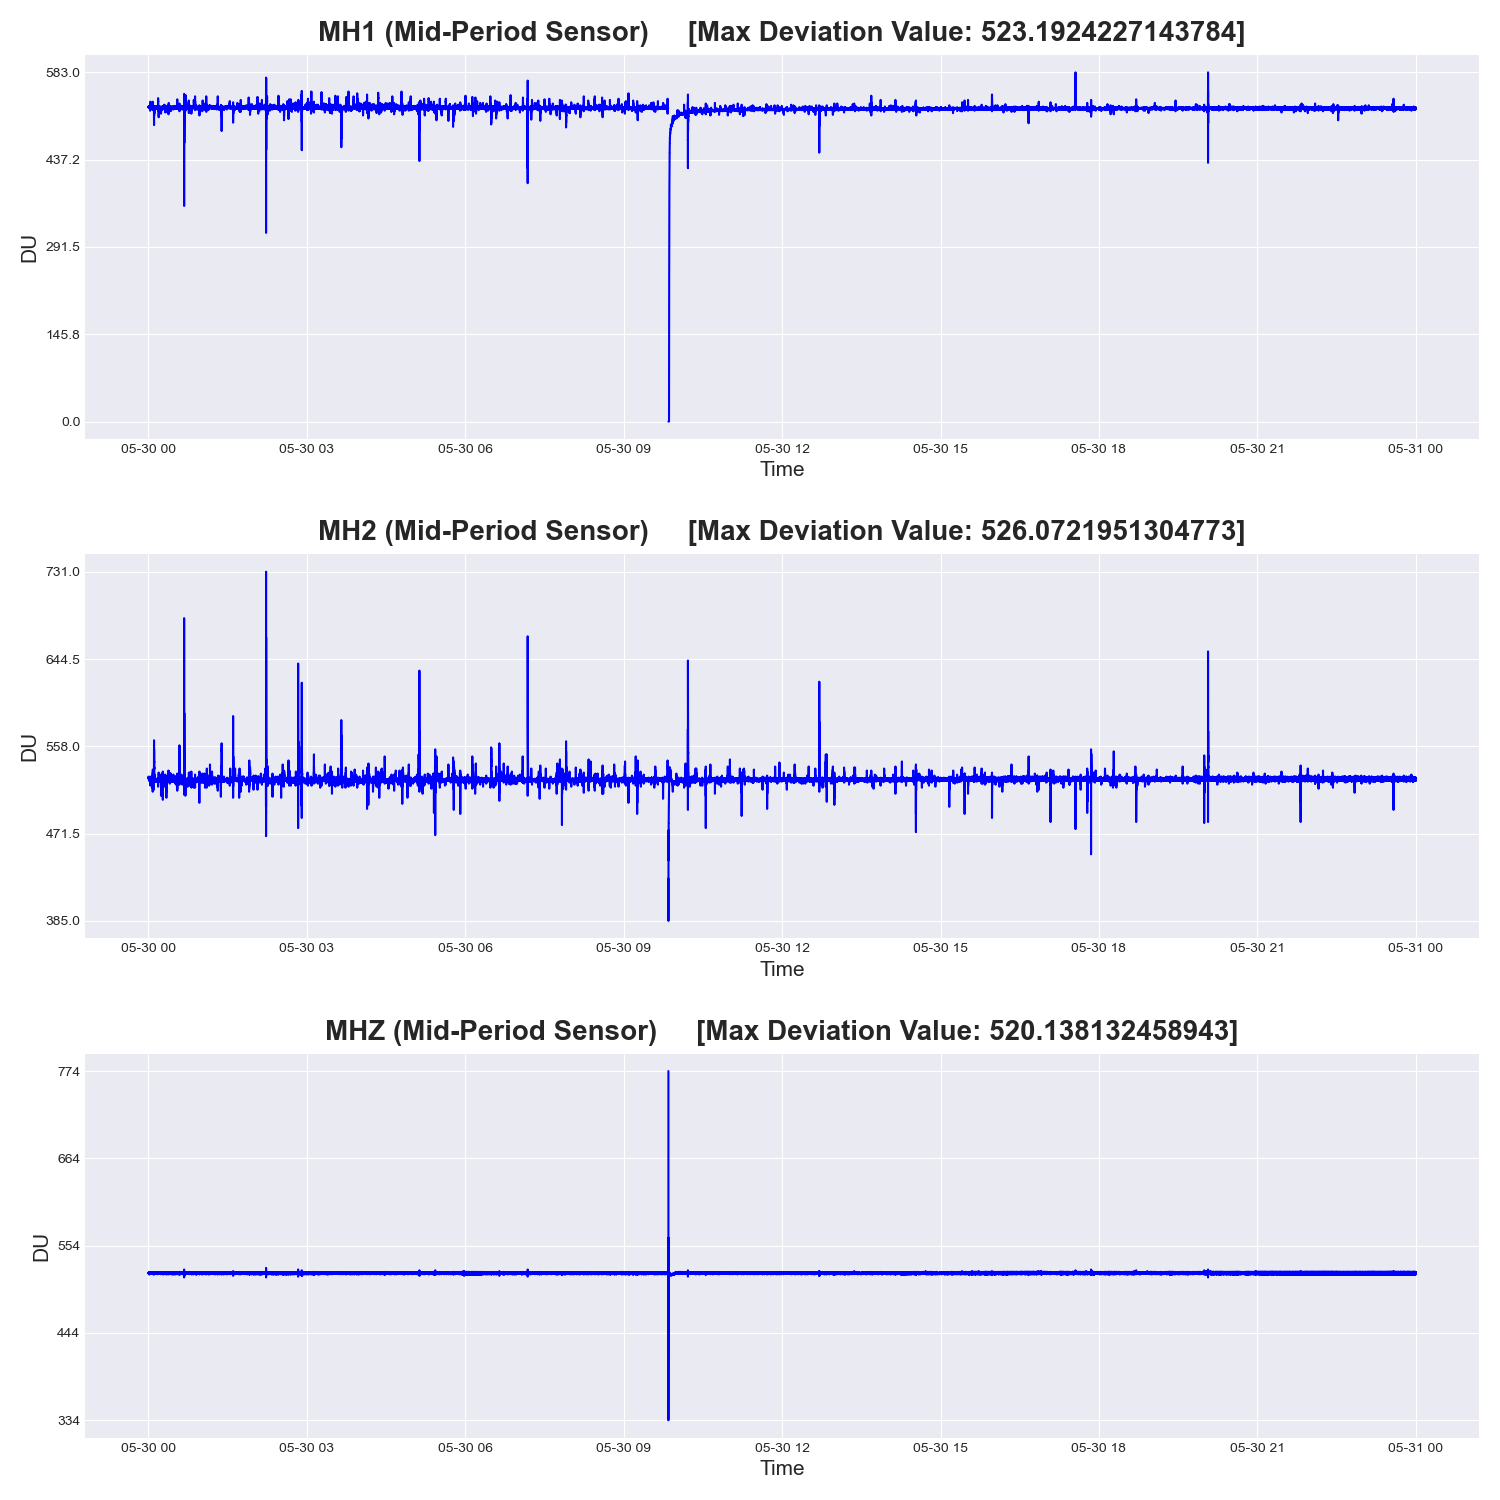 MH1 (Mid-Period Sensor)     [Max Deviation Value: 523.1924227143784]
583.0
437.2
291.5
145.8
0.0
DU
05-30 00 05-30 03 05-30 06 05-30 09 05-30 12 05-30 15 05-30 18 05-30 21 05-31 00
Time
MH2 (Mid-Period Sensor)     [Max Deviation Value: 526.0721951304773]
731.0
644.5
558.0
471.5
385.0
DU
05-30 00 05-30 03 05-30 06 05-30 09 05-30 12 05-30 15 05-30 18 05-30 21 05-31 00
Time
MHZ (Mid-Period Sensor)     [Max Deviation Value: 520.138132458943]
774
664
554
444
334
DU
05-30 00 05-30 03 05-30 06 05-30 09 05-30 12 05-30 15 05-30 18 05-30 21 05-31 00
Time